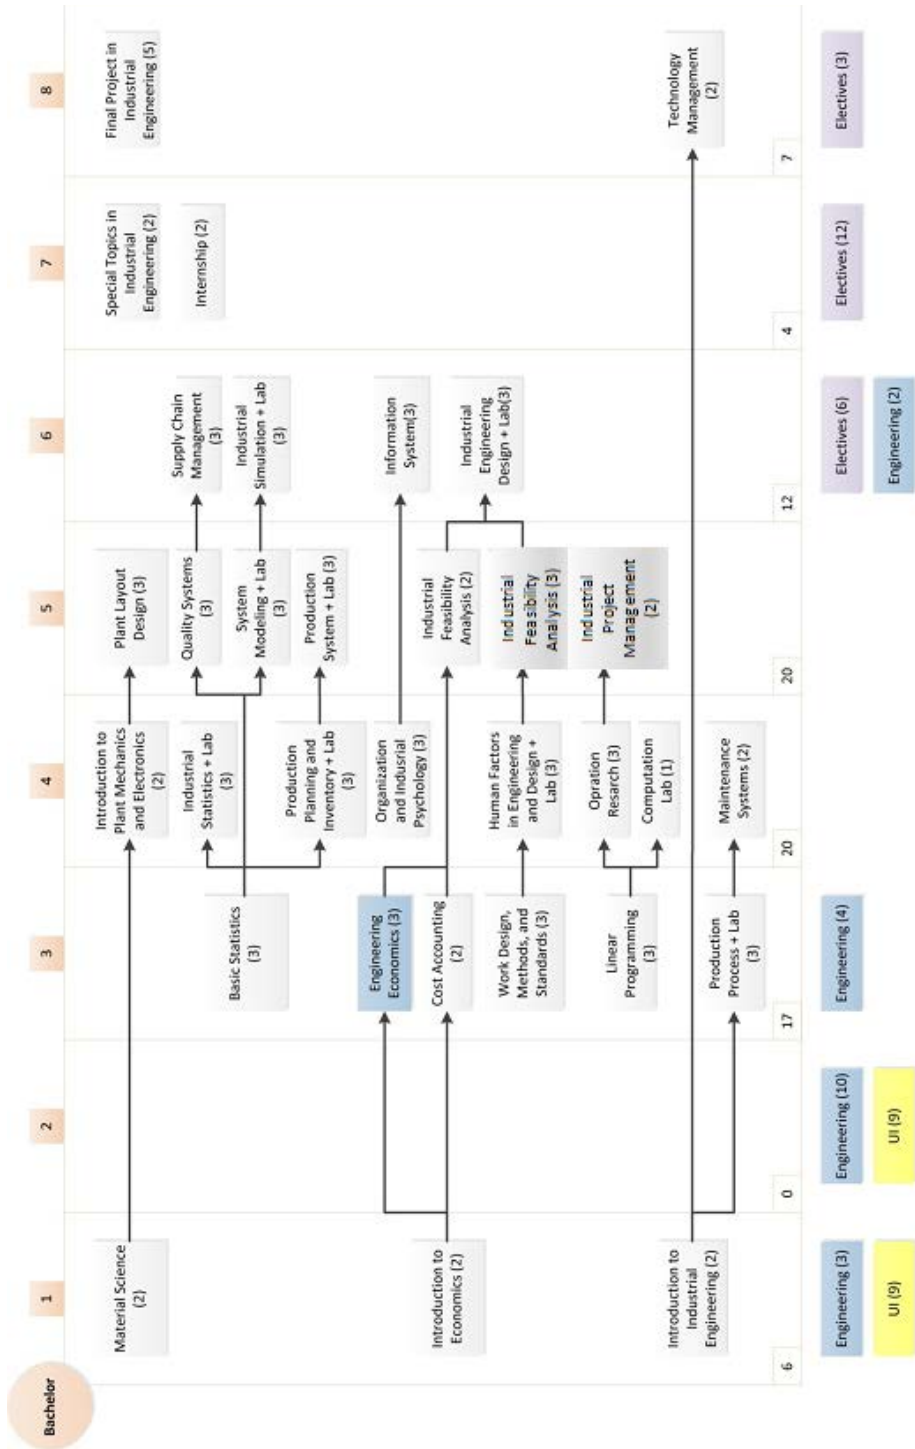 Bachelor
1
2
3
4
5
6
7
8
Material Science
(2)
Introduction to
Economics (2)
Introduction to
Industrial
Engineering (2)
6
Engineering (3)
UI (9)
0
Engineering (10)
UI (9)
Basic Statistics
(3)
Engineering
Economics (3)
Cost Accounting
(2)
Work Design,
Methods, and
Standards (3)
Linear
Programming
(3)
Production
Process + Lab
(3)
17
Engineering (4)
Introduction to
Plant Mechanics
and Electronics
(2)
Industrial
Statistics + Lab
(3)
Production
Planning and
Inventory + Lab
(3)
Organization
and Indusrial
Psychology (3)
Human Factors
in Engineering
and Design +
Lab (3)
Opration
Resarch (3)
Computation
Lab (1)
Maintenance
Systems (2)
20
Plant Layout
Design (3)
Quality Systems
(3)
System
Modeling + Lab
(3)
Production
System + Lab (3)
Industrial
Feasibility
Analysis (2)
Industrial
Feasibility
Analysis (3)
Industrial
Project
Management
(2)
20
Supply Chain
Management
(3)
Industrial
Simulation + Lab
(3)
Information
System(3)
Industrial
Engineering
Design + Lab(3)
12
Electives (6)
Engineering (2)
Special Topics in
Industrial
Engineering (2)
Internship (2)
4
Electives (12)
Final Project in
Industrial
Engineering (5)
Technology
Management
(2)
7
Electives (3)